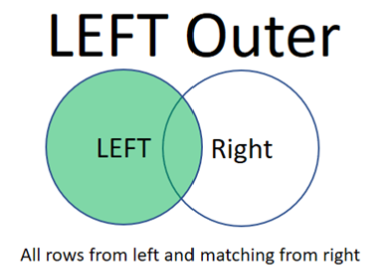 LEFT Outer
LEFT Right
All rows from left and matching from right